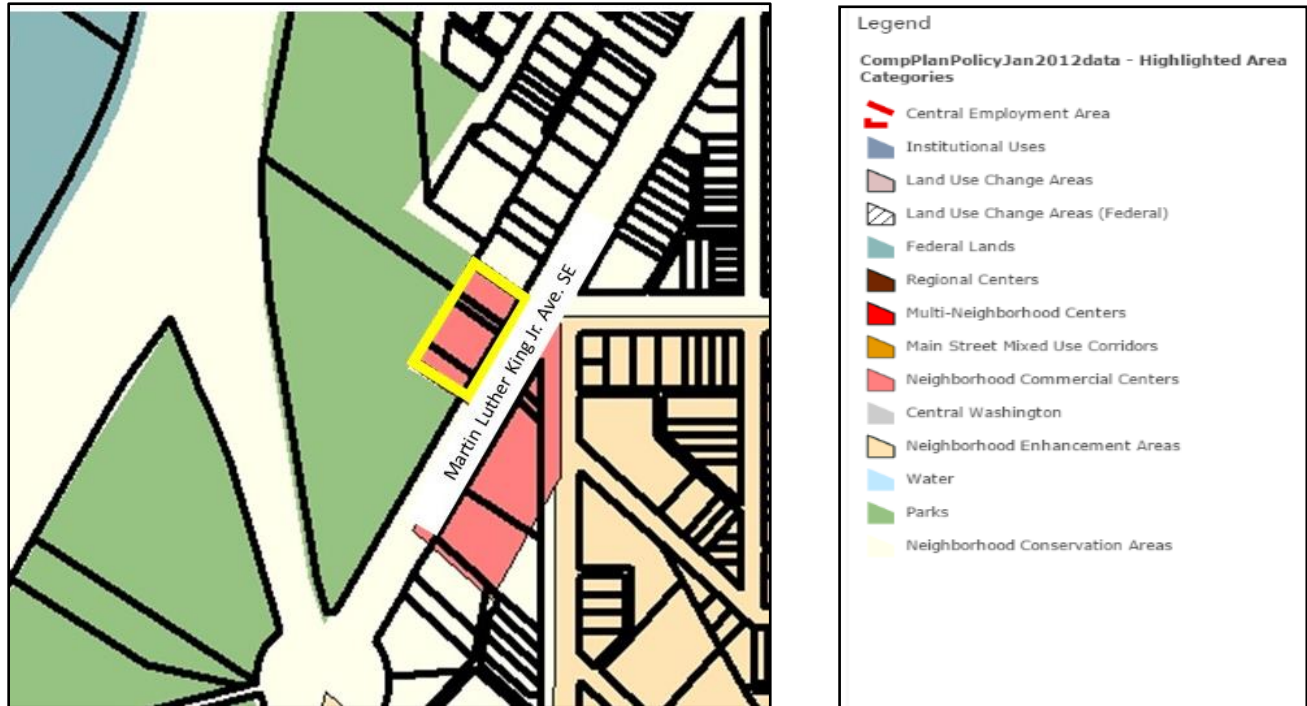 Martin Luther King Jr. Ave. SE
Legend
CompPlanPolicyJan2012data - Highlighted Area
Categories
Central Employment Area
Institutional Uses
Land Use Change Areas
Land Use Change Areas (Federal)
Federal Lands
Regional Centers
Multi-Neighborhood Centers
Main Street Mixed Use Corridors
Neighborhood Commercial Centers
Central Washington
Neighborhood Enhancement Areas
Water
Parks
Neighborhood Conservation Areas